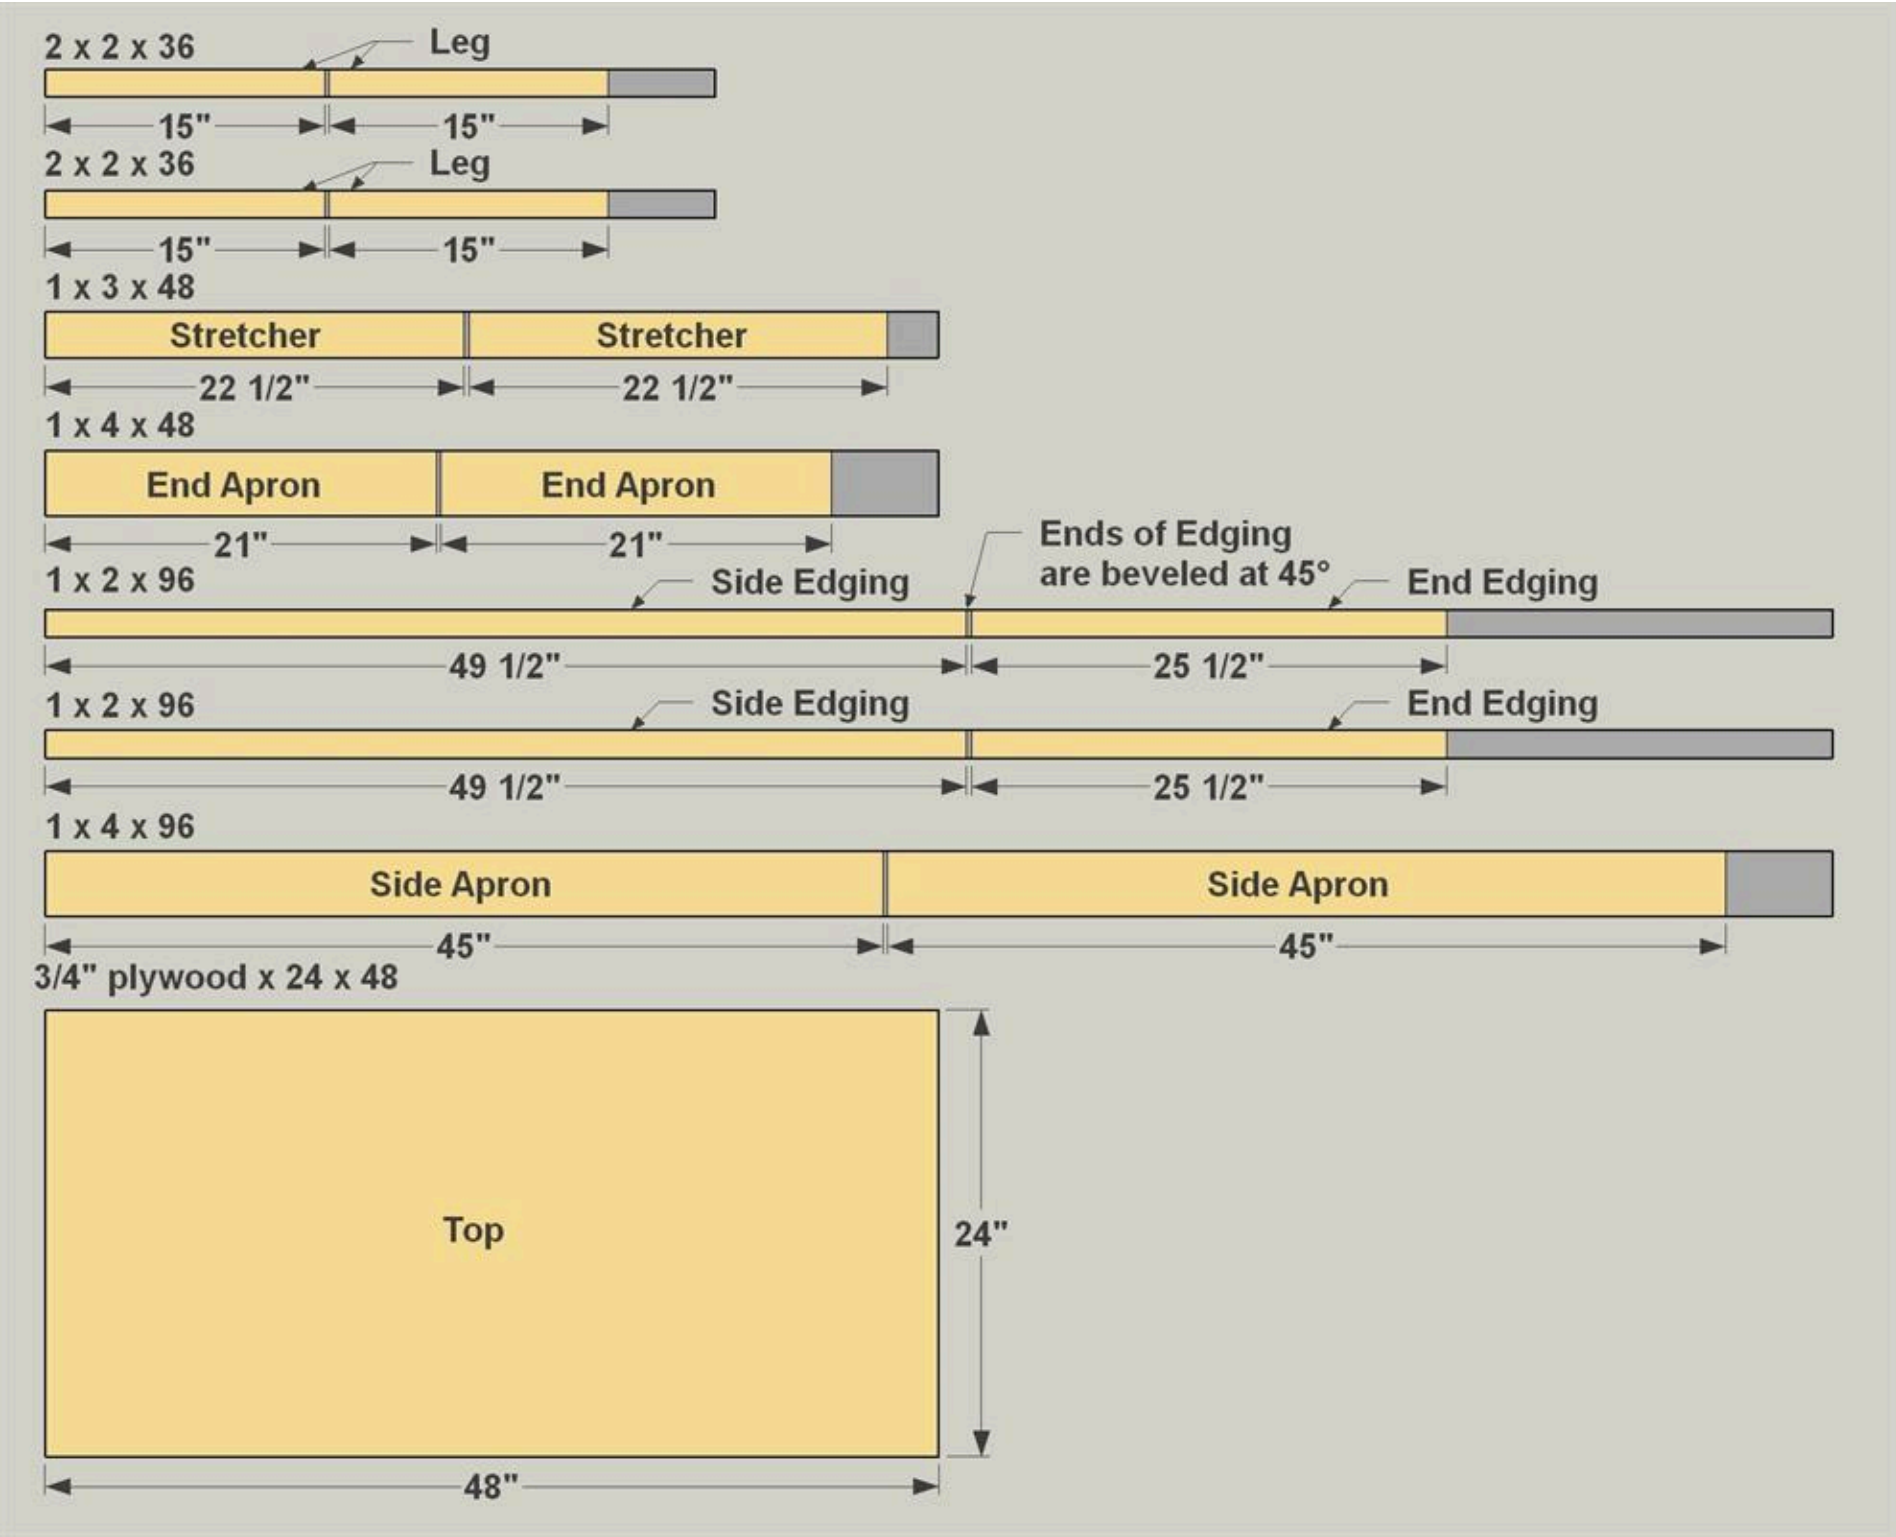 2 x 2 x 36
Leg
15" 15"
2 x 2 x 36
Leg
15" 15"
1 x 3 x 48
Stretcher Stretcher
22 1/2" 22 1/2"
1 x 4 x 48
End Apron End Apron
21" 21"
Ends of Edging
are beveled at 45°
1 x 2 x 96
Side Edging
End Edging
49 1/2" 25 1/2"
1 x 2 x 96
Side Edging
End Edging
49 1/2" 25 1/2"
1 x 4 x 96
Side Apron Side Apron
45" 45"
3/4" plywood x 24 x 48
Top
24"
48"